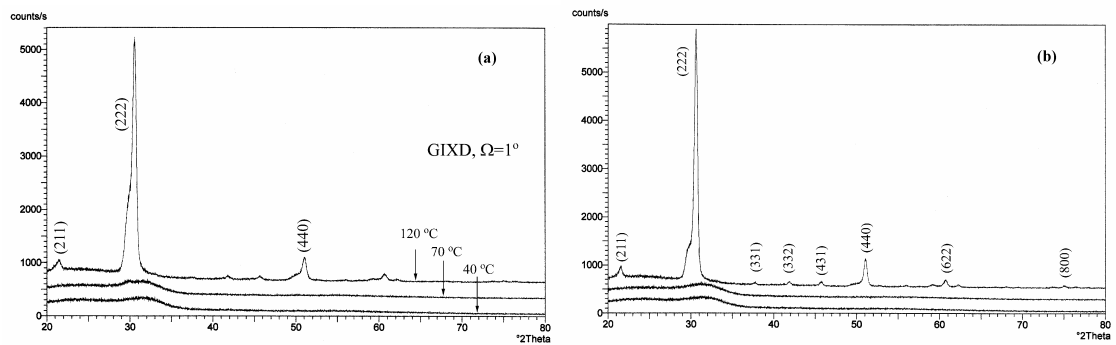 counts/s
(a)
5000
4000
3000
2000
1000
0
(222)
GIXD, Ω=1°
(211)
(440)
120 °C
70 °C
40 °C
20 30 40 50 60 70 80
°2Theta
counts/s
(b)
5000
4000
3000
2000
1000
0
(222)
(211)
(331)
(332)
(431)
(440)
(622)
(800)
20 30 40 50 60 70 80
°2Theta